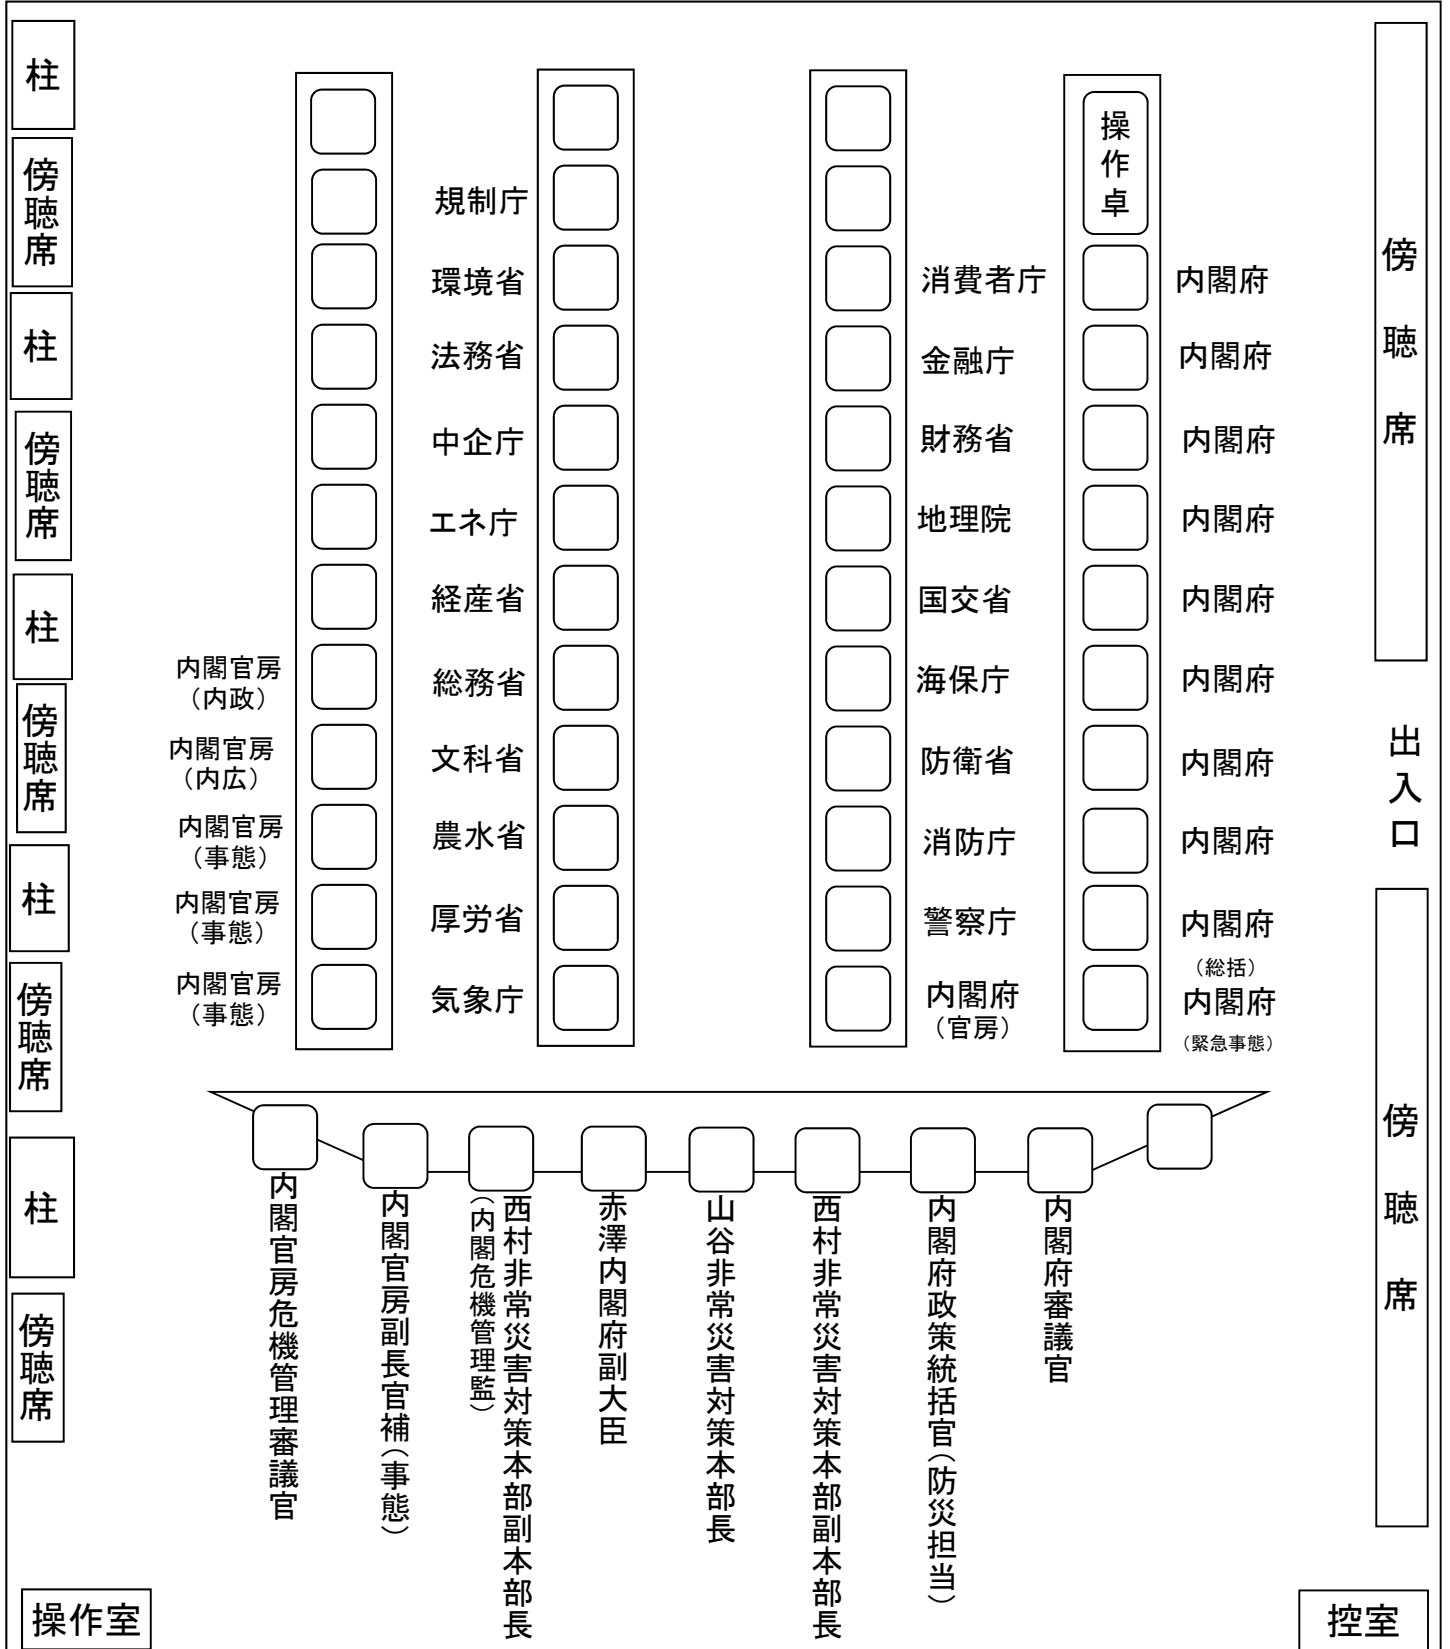 柱
傍聴席
柱
傍聴席
柱
傍聴席
柱
傍聴席
柱
傍聴席
操作室
内閣官房
（内政）
内閣官房
（内広）
内閣官房
（事態）
内閣官房
（事態）
内閣官房
（事態）
規制庁
環境省
法務省
中企庁
エネ庁
経産省
総務省
文科省
農水省
厚労省
気象庁
消費者庁
金融庁
財務省
地理院
国交省
海保庁
防衛省
消防庁
警察庁
内閣府
（官房）
操作卓
内閣府
内閣府
内閣府
内閣府
内閣府
内閣府
内閣府
内閣府
内閣府
（総括）
内閣府
（緊急事態）
傍聴席
出入口
傍聴席
内閣官房危機管理審議官
内閣官房副長官補（事態）
西村非常災害対策本部副本部長
（内閣危機管理監）
赤澤内閣府副大臣
山谷非常災害対策本部長
西村非常災害対策本部副本部長
内閣府政策統括官（防災担当）
内閣府審議官
控室